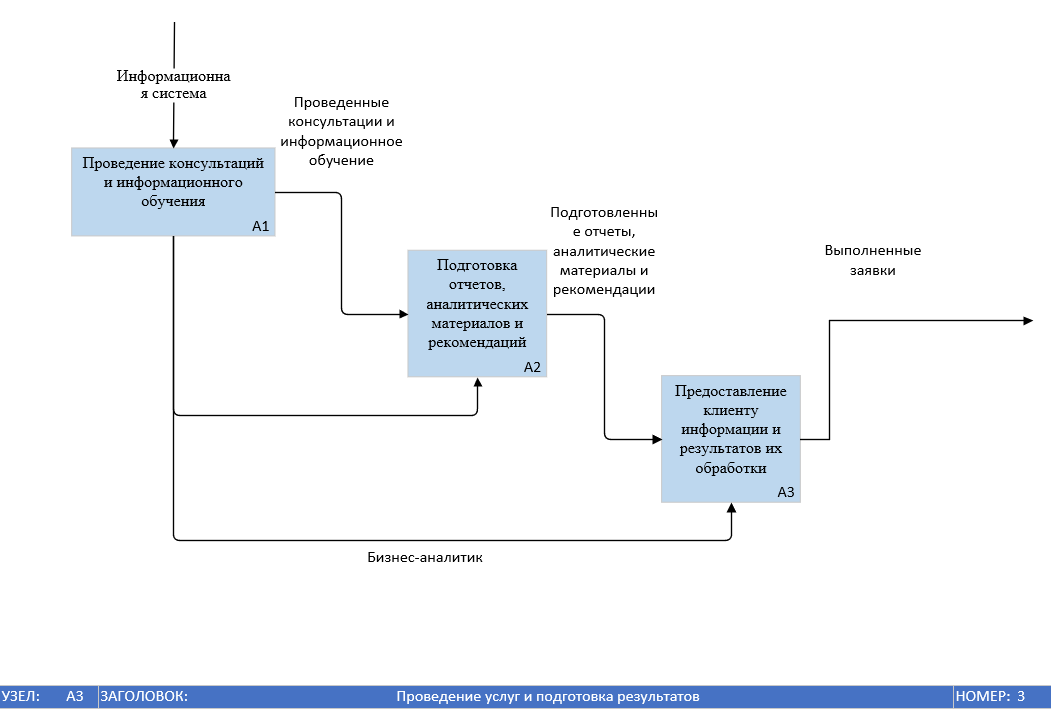 Информационна
я система
Проведенные
консультации и
информационное
обучение
Проведение консультаций
и информационного
обучения
A1
Подготовленны
е отчеты,
аналитические
материалы и
рекомендации
Выполненные
заявки
Подготовка
отчетов,
аналитических
материалов и
рекомендаций
A2
Предоставление
клиенту
информации и
результатов их
обработки
A3
Бизнес-аналитик
УЗЕЛ: A3 ЗАГОЛОВОК: Проведение услуг и подготовка результатов НОМЕР: 3